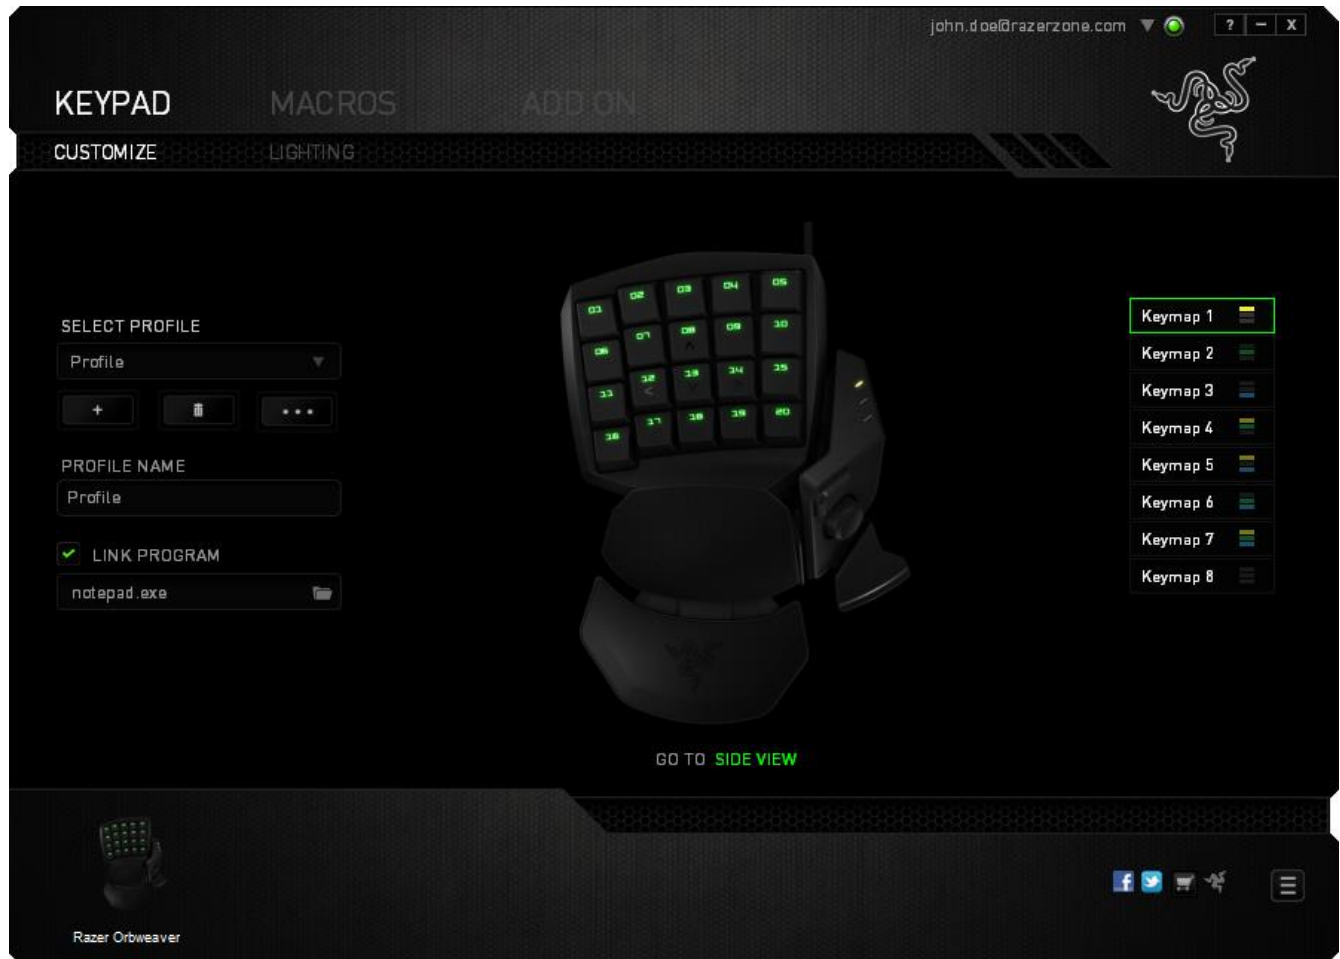 john.doe@razerzone.com
? – X
KEYPAD MACROS ADD ON
CUSTOMIZE LIGHTING
SELECT PROFILE
Profile
+
PROFILE NAME
Profile
LINK PROGRAM
notepad.exe
01 02 03 04 05
06 07 08 09 10
11 12 13 14 15
16 17 18 19 20
GO TO SIDE VIEW
Keymap 1
Keymap 2
Keymap 3
Keymap 4
Keymap 5
Keymap 6
Keymap 7
Keymap 8
Razer Orbweaver